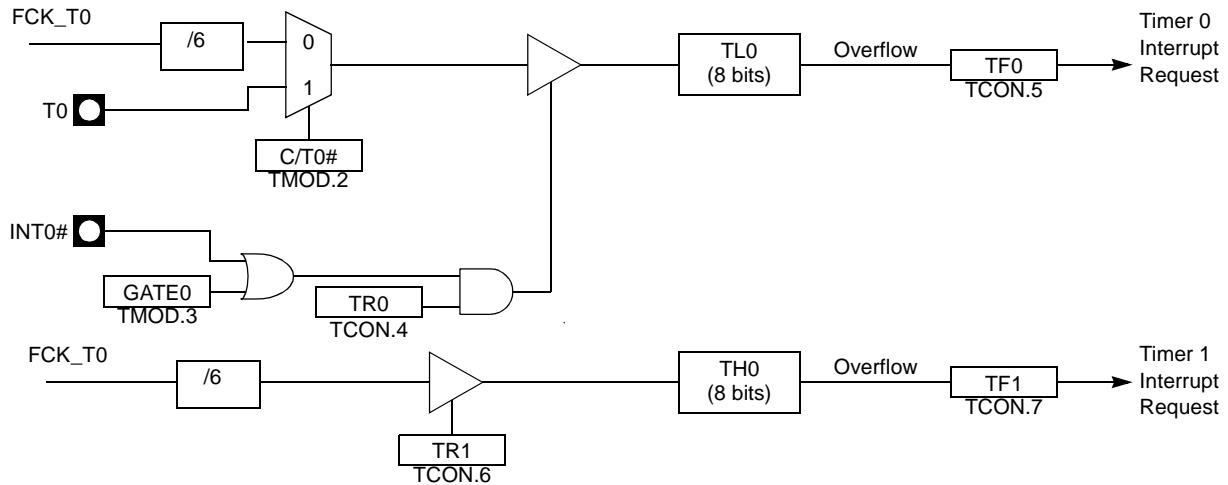 FCK_T0
/6
0
1
T0
C/T0#
TMOD.2
TL0
(8 bits)
Overflow
TF0
TCON.5
Timer 0
Interrupt
Request
INT0#
GATE0
TMOD.3
TR0
TCON.4
FCK_T0
/6
TR1
TCON.6
TH0
(8 bits)
Overflow
TF1
TCON.7
Timer 1
Interrupt
Request